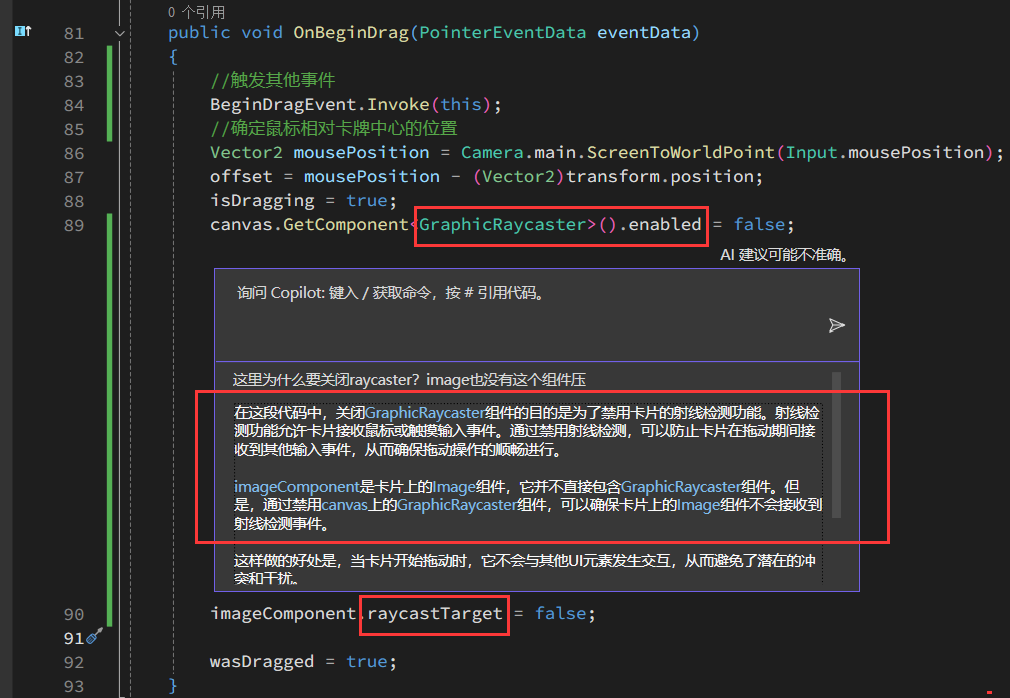 0 个引用
81 public void OnBeginDrag(PointerEventData eventData)
82 {
83 //触发其他事件
84 BeginDragEvent.Invoke(this);
85 //确定鼠标相对卡牌中心的位置
86 Vector2 mousePosition = Camera.main.ScreenToWorldPoint(Input.mousePosition);
87 offset = mousePosition - (Vector2)transform.position;
88 isDragging = true;
89 canvas.GetComponent<GraphicRaycaster>().enabled = false;
AI 建议可能不准确。
询问 Copilot: 键入 / 获取命令，按 # 引用代码。
这里为什么要关闭raycaster？image也没有这个组件压
在这段代码中，关闭GraphicRaycaster组件的目的是为了禁用卡片的射线检测功能。射线检
测功能允许卡片接收鼠标或触摸输入事件。通过禁用射线检测，可以防止卡片在拖动期间接
收到其他输入事件，从而确保拖动操作的顺畅进行。
imageComponent是卡片上的Image组件，它并不直接包含GraphicRaycaster组件。但
是，通过禁用canvas上的GraphicRaycaster组件，可以确保卡片上的Image组件不会接收到
射线检测事件。
这样做的好处是，当卡片开始拖动时，它不会与其他UI元素发生交互，从而避免了潜在的冲
突和干扰。
90 imageComponent.raycastTarget = false;
91
92 wasDragged = true;
93 }